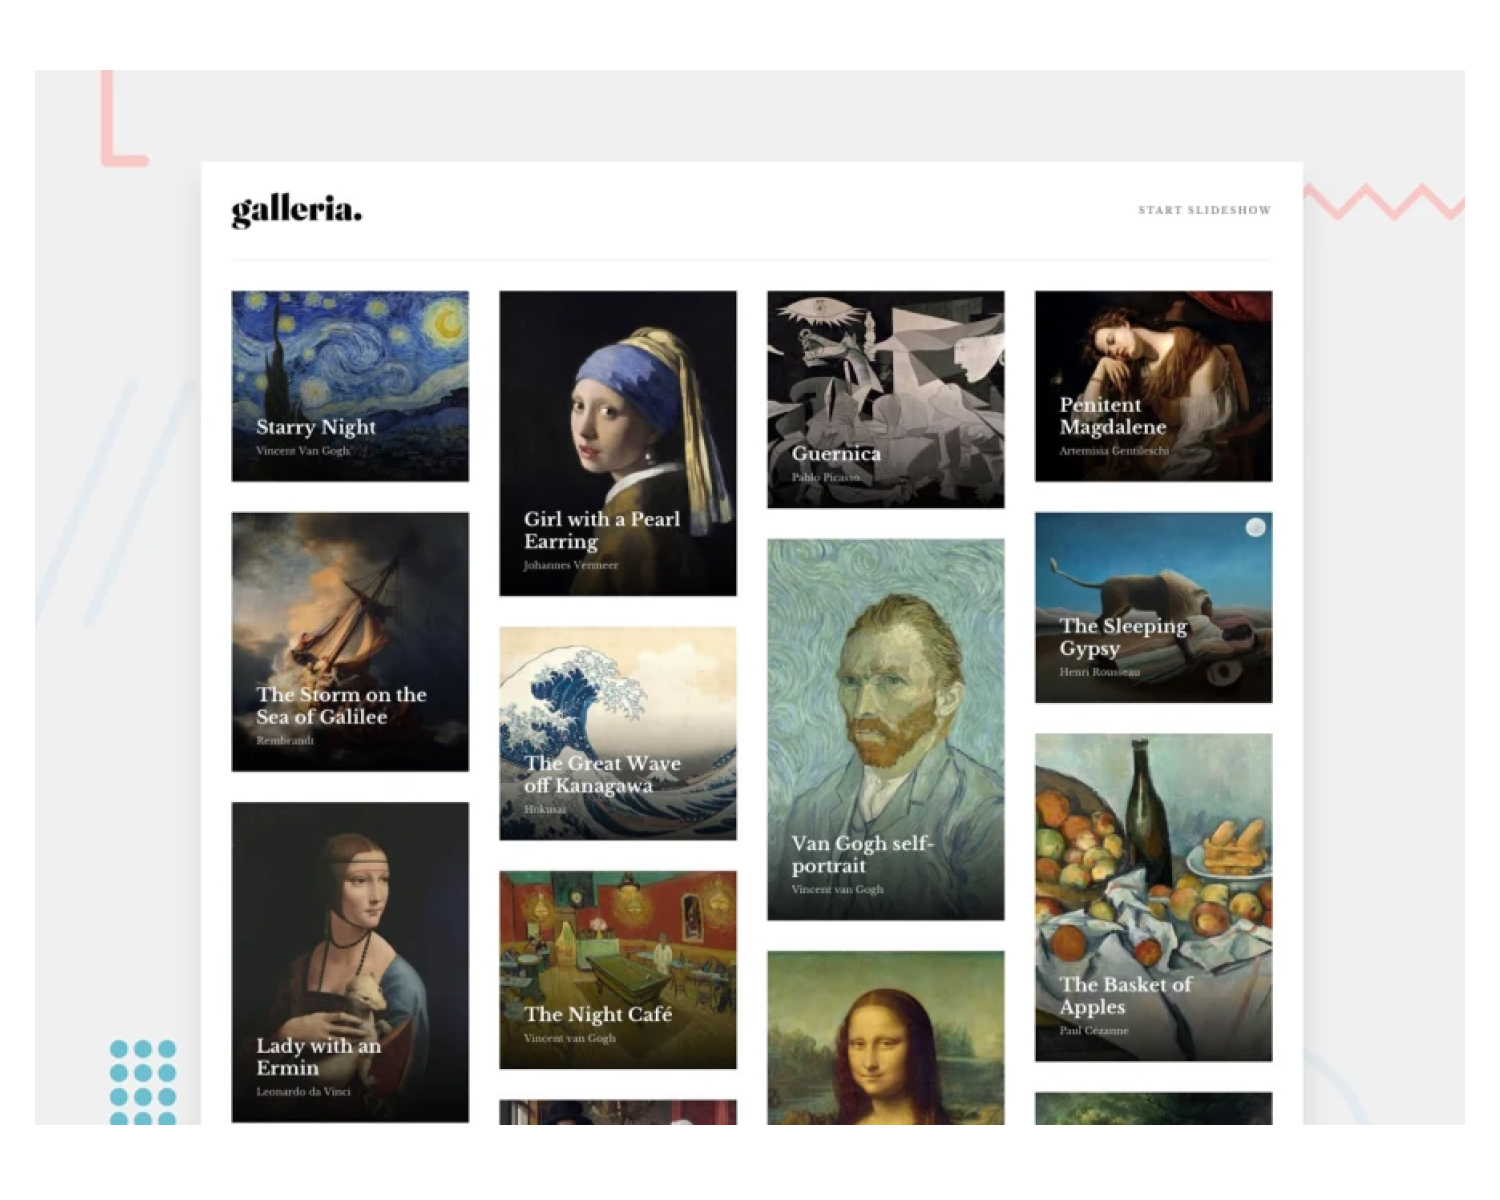 galleria.
START SLIDESHOW
Starry Night
Vincent Van Gogh
Girl with a Pearl
Earring
Johannes Vermeer
Guernica
Pablo Picasso
Penitent
Magdalene
Artemisia Gentileschi
The Storm on the
Sea of Galilee
Rembrandt
The Great Wave
off Kanagawa
Hokusai
Van Gogh self-
portrait
Vincent van Gogh
The Sleeping
Gypsy
Henri Rousseau
Lady with an
Ermin
Leonardo da Vinci
The Night Café
Vincent van Gogh
The Basket of
Apples
Paul Cézanne